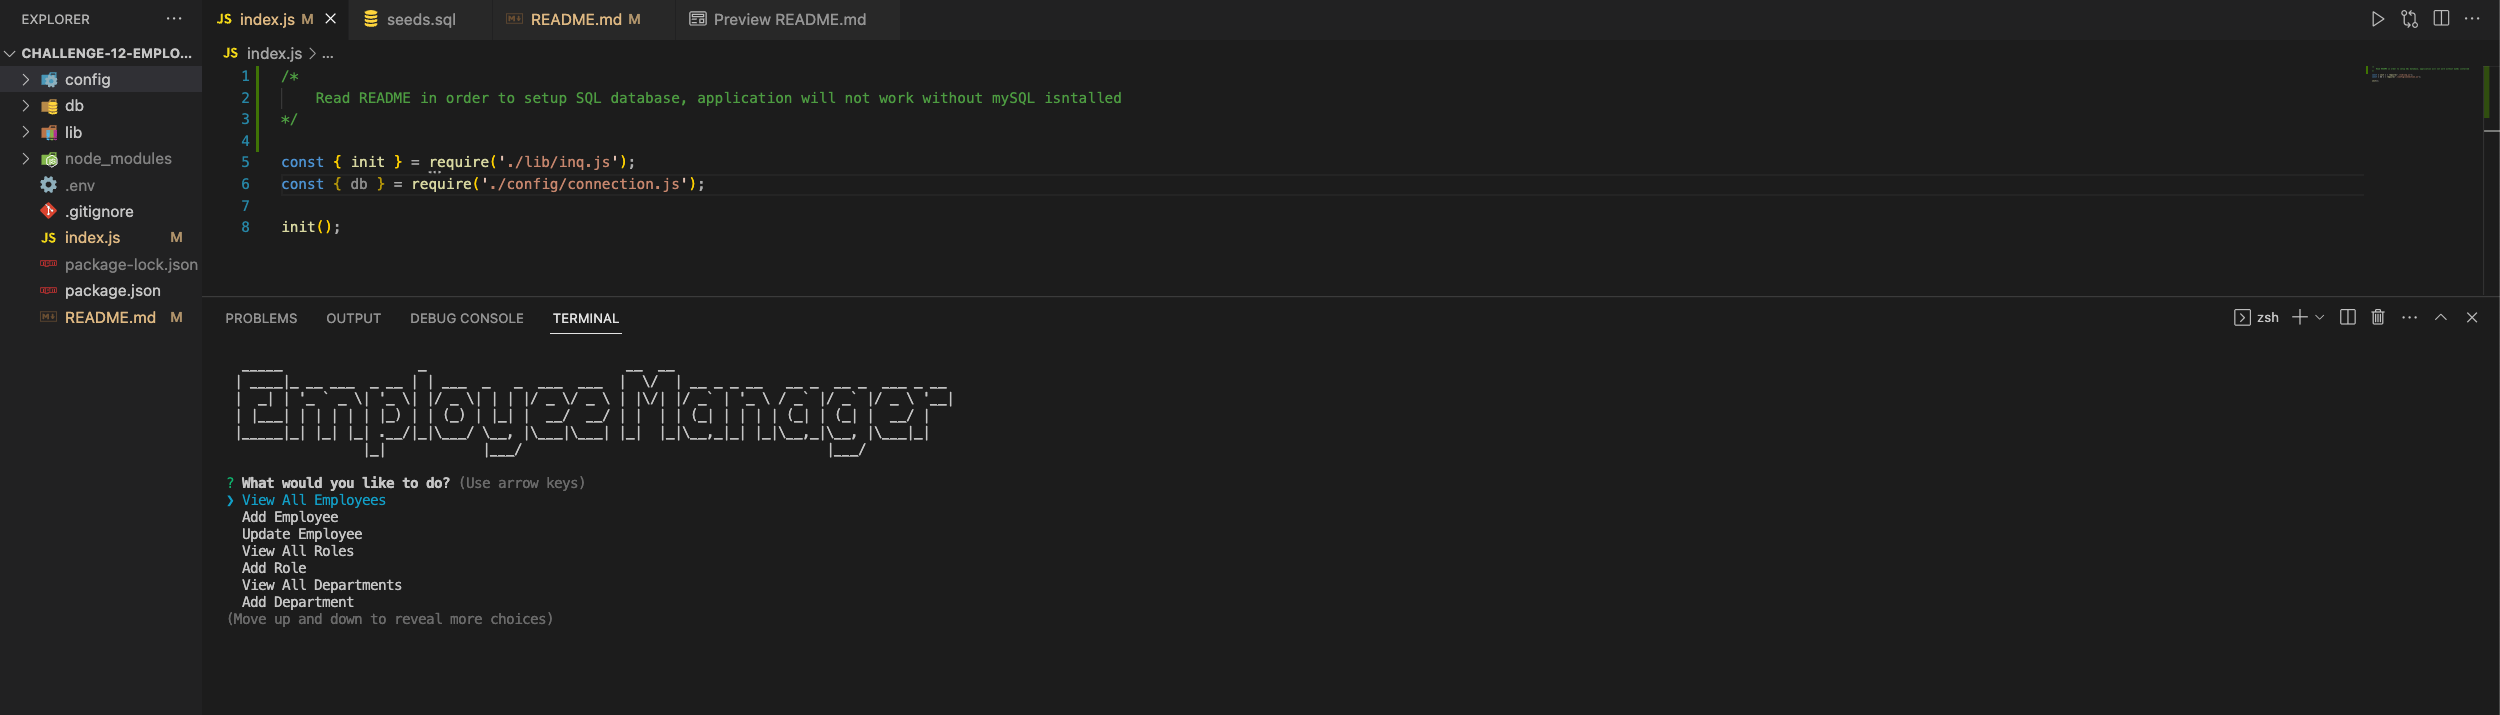 EXPLORER
CHALLENGE-12-EMPLO...
config
db
lib
node_modules
.env
.gitignore
JS index.js M
package-lock.json
package.json
README.md M
JS index.js M
seeds.sql
README.md M
Preview README.md
JS index.js > ...
1 /*
2 Read README in order to setup SQL database, application will not work without mySQL isntalled
3 */
4
5 const { init } = require('./lib/inq.js');
6 const { db } = require('./config/connection.js');
7
8 init();
PROBLEMS OUTPUT DEBUG CONSOLE TERMINAL
zsh
Employee Manager
? What would you like to do? (Use arrow keys)
❯ View All Employees
Add Employee
Update Employee
View All Roles
Add Role
View All Departments
Add Department
(Move up and down to reveal more choices)